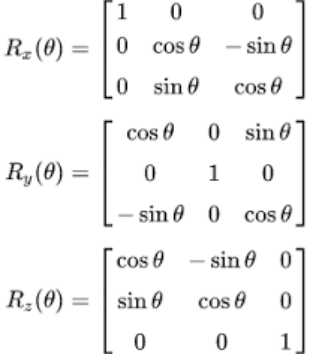 R_x(θ) = [ 1 0 0
0 cos θ − sin θ
0 sin θ cos θ ]
R_y(θ) = [ cos θ 0 sin θ
0 1 0
− sin θ 0 cos θ ]
R_z(θ) = [ cos θ − sin θ 0
sin θ cos θ 0
0 0 1 ]